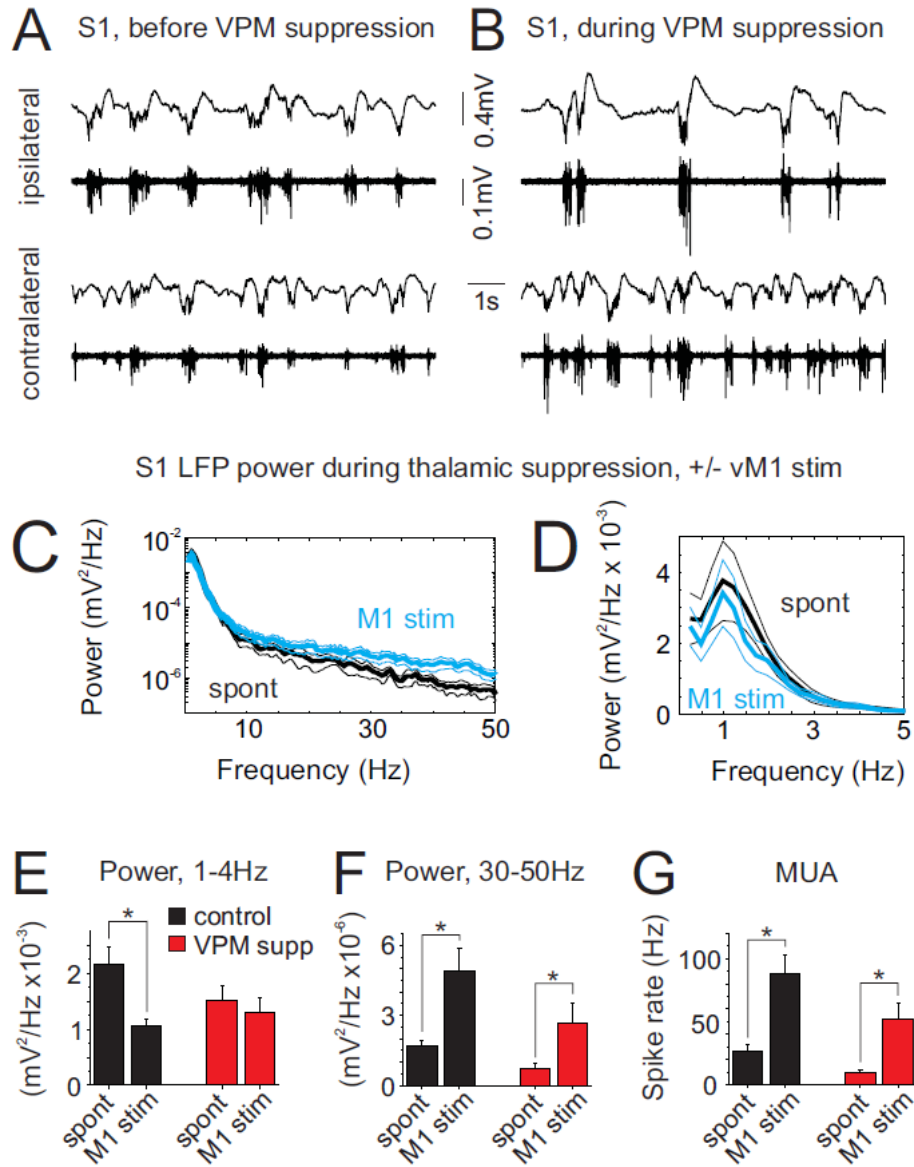 A S1, before VPM suppression
B S1, during VPM suppression
ipsilateral
contralateral
0.4mV
0.1mV
1s
S1 LFP power during thalamic suppression, +/- vM1 stim
C
Power (mV²/Hz)
10⁻²
10⁻⁴
10⁻⁶
M1 stim
spont
10 30 50
Frequency (Hz)
D
Power (mV²/Hz x 10⁻³)
4
2
0
spont
M1 stim
1 3 5
Frequency (Hz)
E Power, 1-4Hz
(mV²/Hz x10⁻³)
2
1
0
*
control
VPM supp
spont M1 stim spont M1 stim
F Power, 30-50Hz
(mV²/Hz x10⁻⁶)
6
3
0
*
*
spont M1 stim spont M1 stim
G MUA
Spike rate (Hz)
100
50
0
*
*
spont M1 stim spont M1 stim